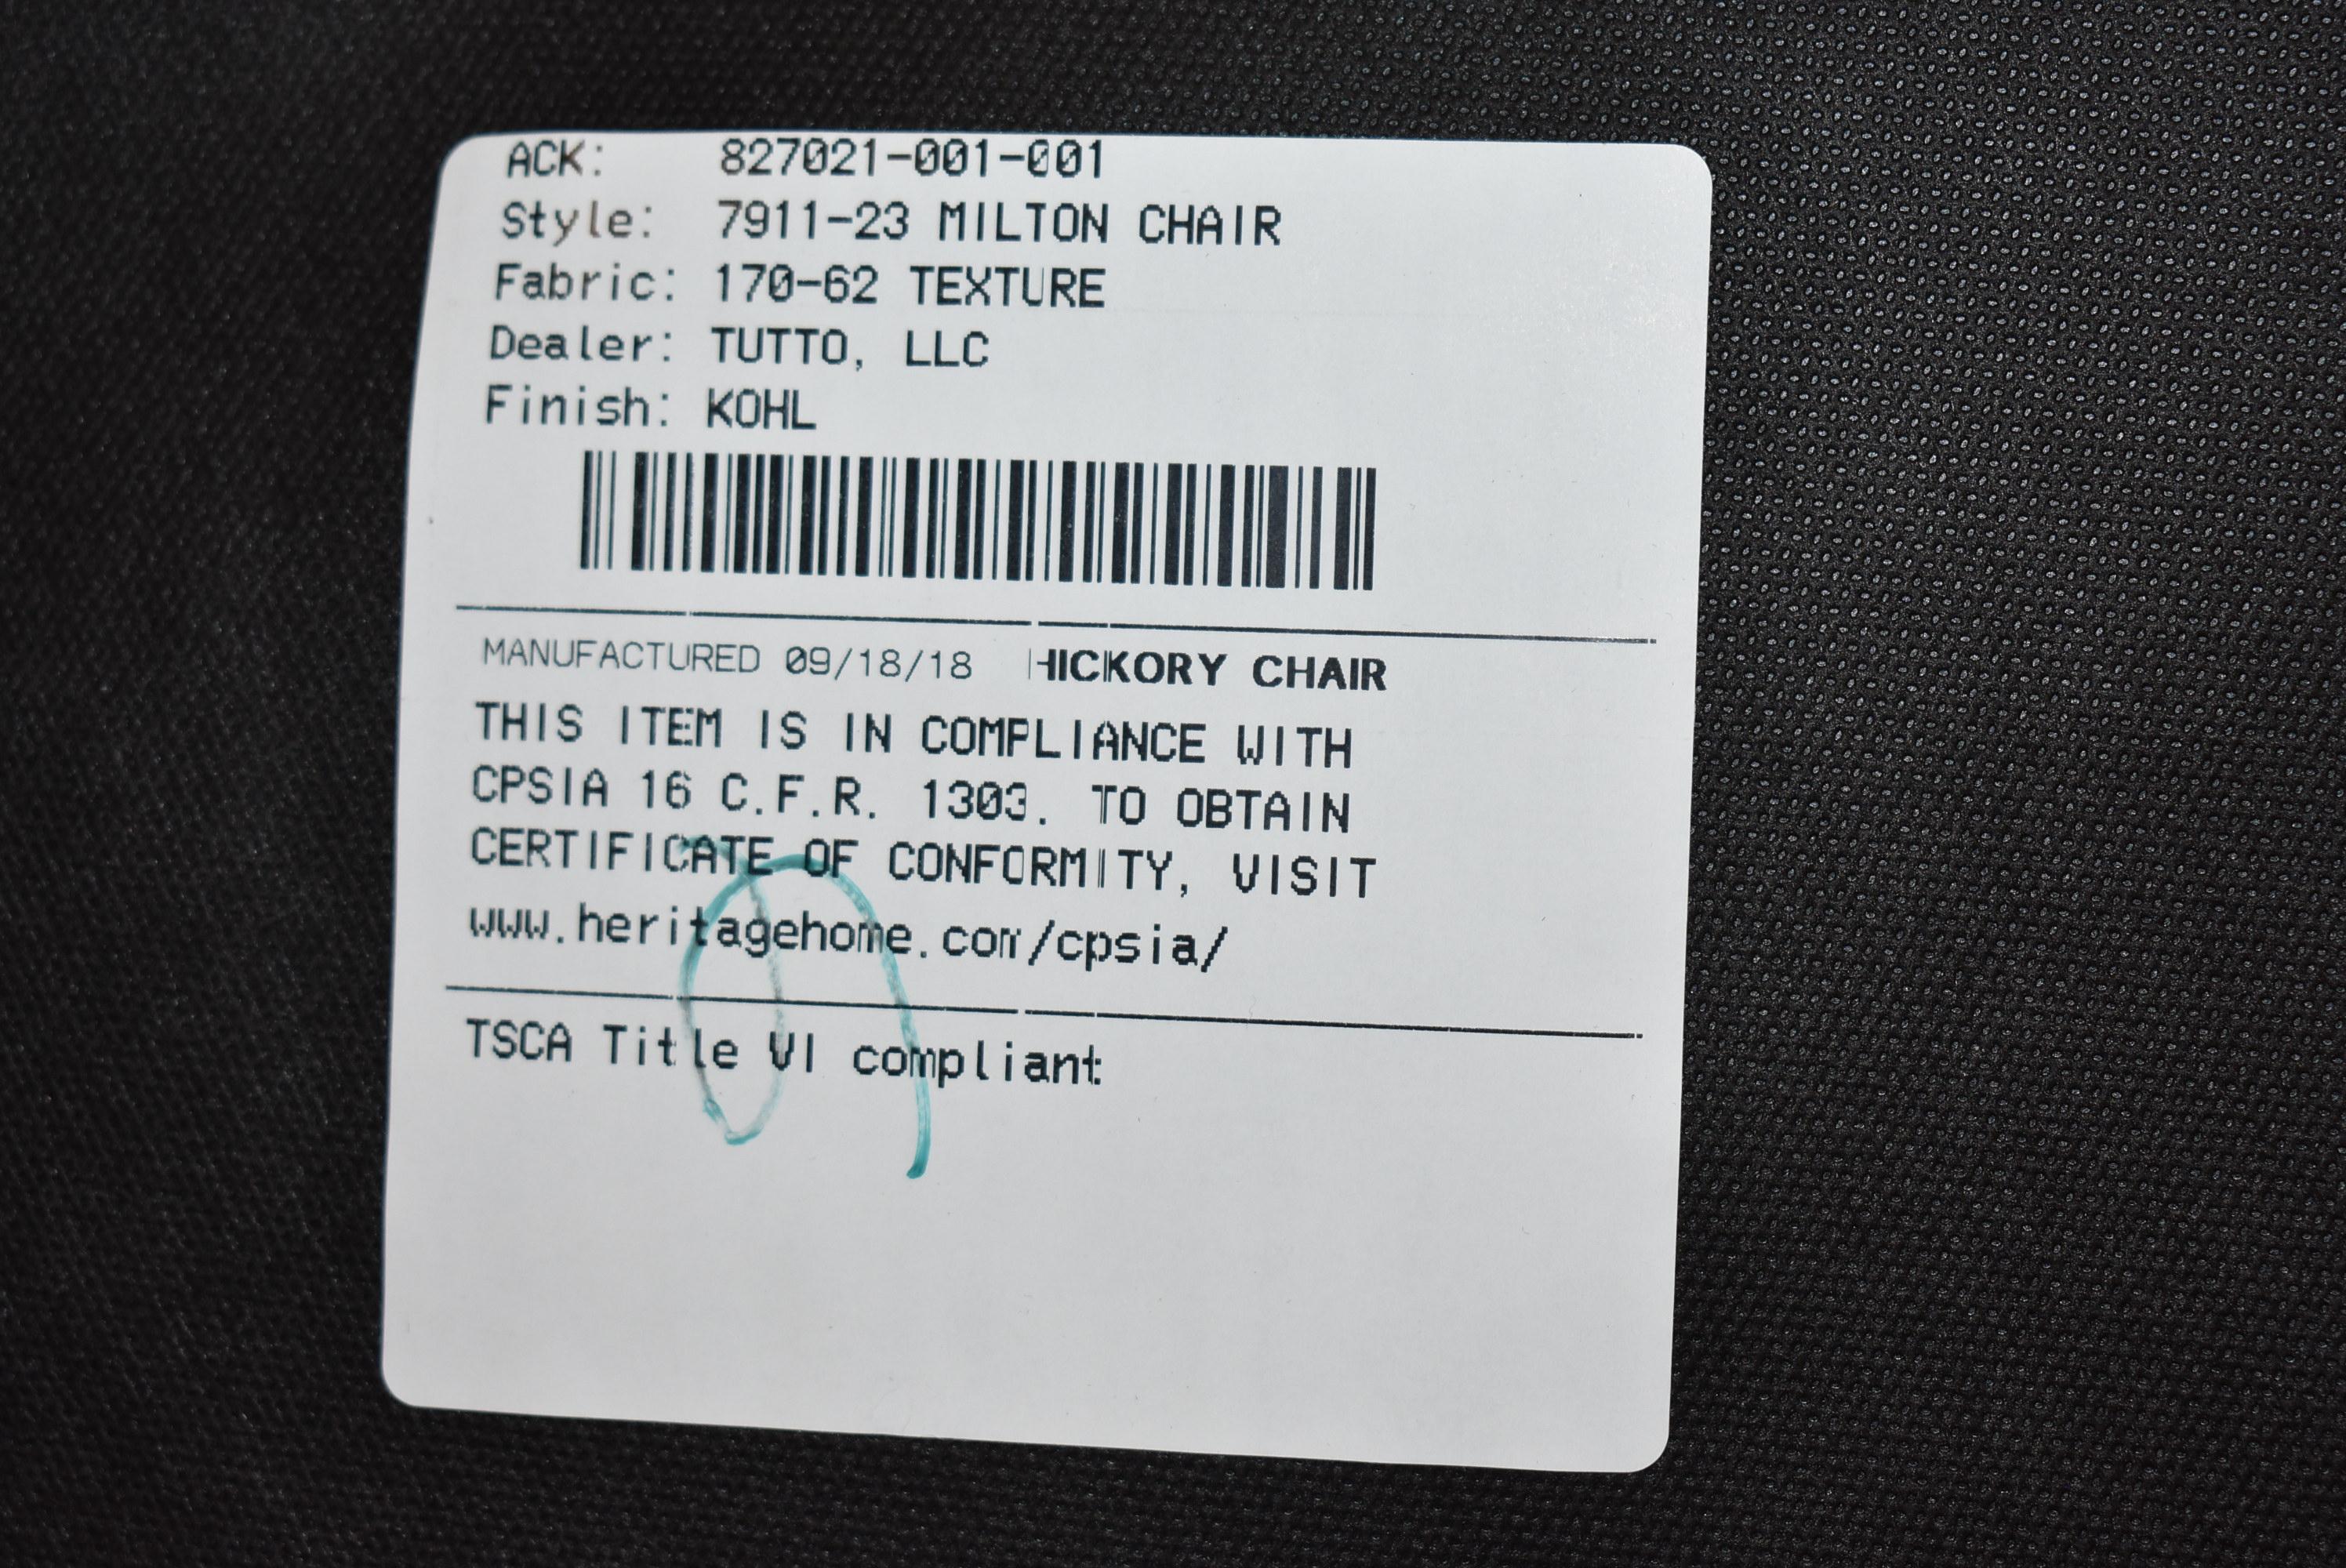 ACK: 827021-001-001
Style: 7911-23 MILTON CHAIR
Fabric: 170-62 TEXTURE
Dealer: TUTTO, LLC
Finish: KOHL
MANUFACTURED 09/18/18 HICKORY CHAIR
THIS ITEM IS IN COMPLIANCE WITH
CPSIA 16 C.F.R. 1303. TO OBTAIN
CERTIFICATE OF CONFORMITY, VISIT
www.heritagehome.com/cpsia/
TSCA Title VI compliant